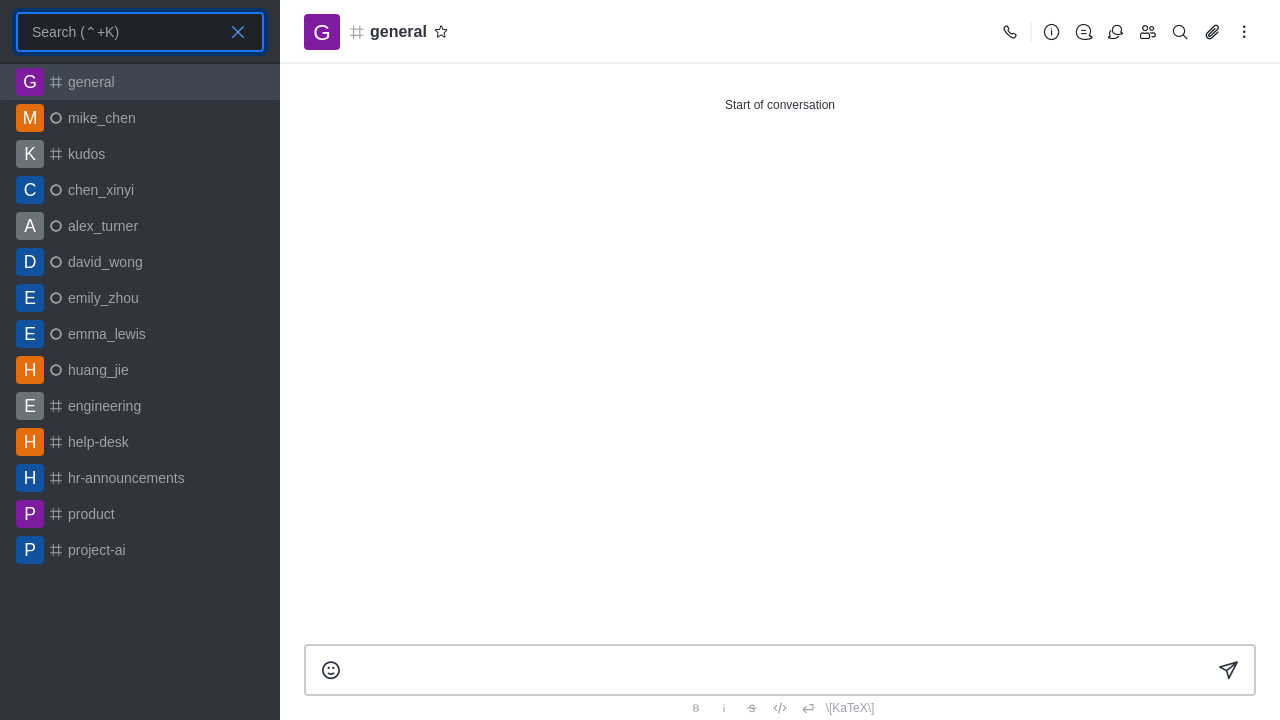 Search (⌃+K)
G general
M mike_chen
K kudos
C chen_xinyi
A alex_turner
D david_wong
E emily_zhou
E emma_lewis
H huang_jie
E engineering
H help-desk
H hr-announcements
P product
P project-ai
G general
Start of conversation
B i S \[KaTeX\]